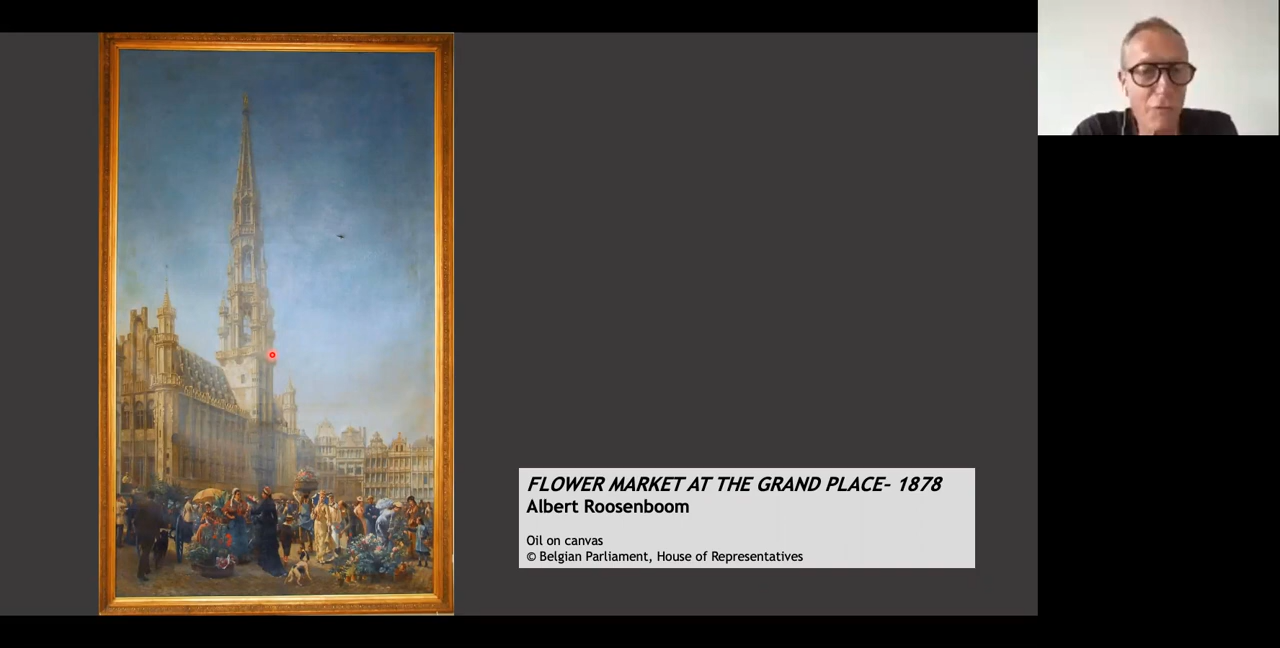 FLOWER MARKET AT THE GRAND PLACE- 1878
Albert Roosenboom
Oil on canvas
© Belgian Parliament, House of Representatives